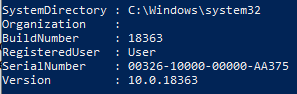 SystemDirectory : C:\Windows\system32
Organization    :
BuildNumber     : 18363
RegisteredUser  : User
SerialNumber    : 00326-10000-00000-AA375
Version         : 10.0.18363